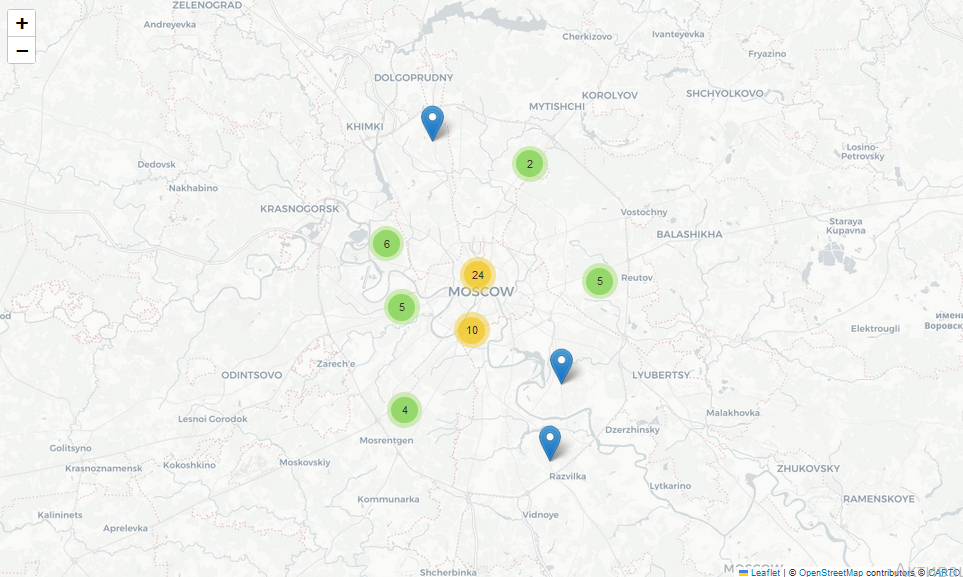 +
−
ZELENOGRAD
Andreyevka
Cherkizovo
Ivanteyevka
Fryazino
DOLGOPRUDNY
KOROLYOV
SHCHYOLKOVO
MYTISHCHI
KHIMKI
Losino-
Petrovsky
Dedovsk
2
Nakhabino
KRASNOGORSK
Vostochny
Staraya
Kupavna
BALASHIKHA
6
24
Reutov
5
MOSCOW
5
имени
Воровск
10
Elektrougli
Zarech'e
ODINTSOVO
LYUBERTSY
4
Malakhovka
Lesnoi Gorodok
Dzerzhinsky
Mosrentgen
Golitsyno
Moskovskiy
Kokoshkino
Krasnoznamensk
ZHUKOVSKY
Razvilka
Lytkarino
Kommunarka
RAMENSKOYE
Kalininets
Vidnoye
Aprelevka
Shcherbinka
MOSCOW
Leaflet | © OpenStreetMap contributors © CARTO